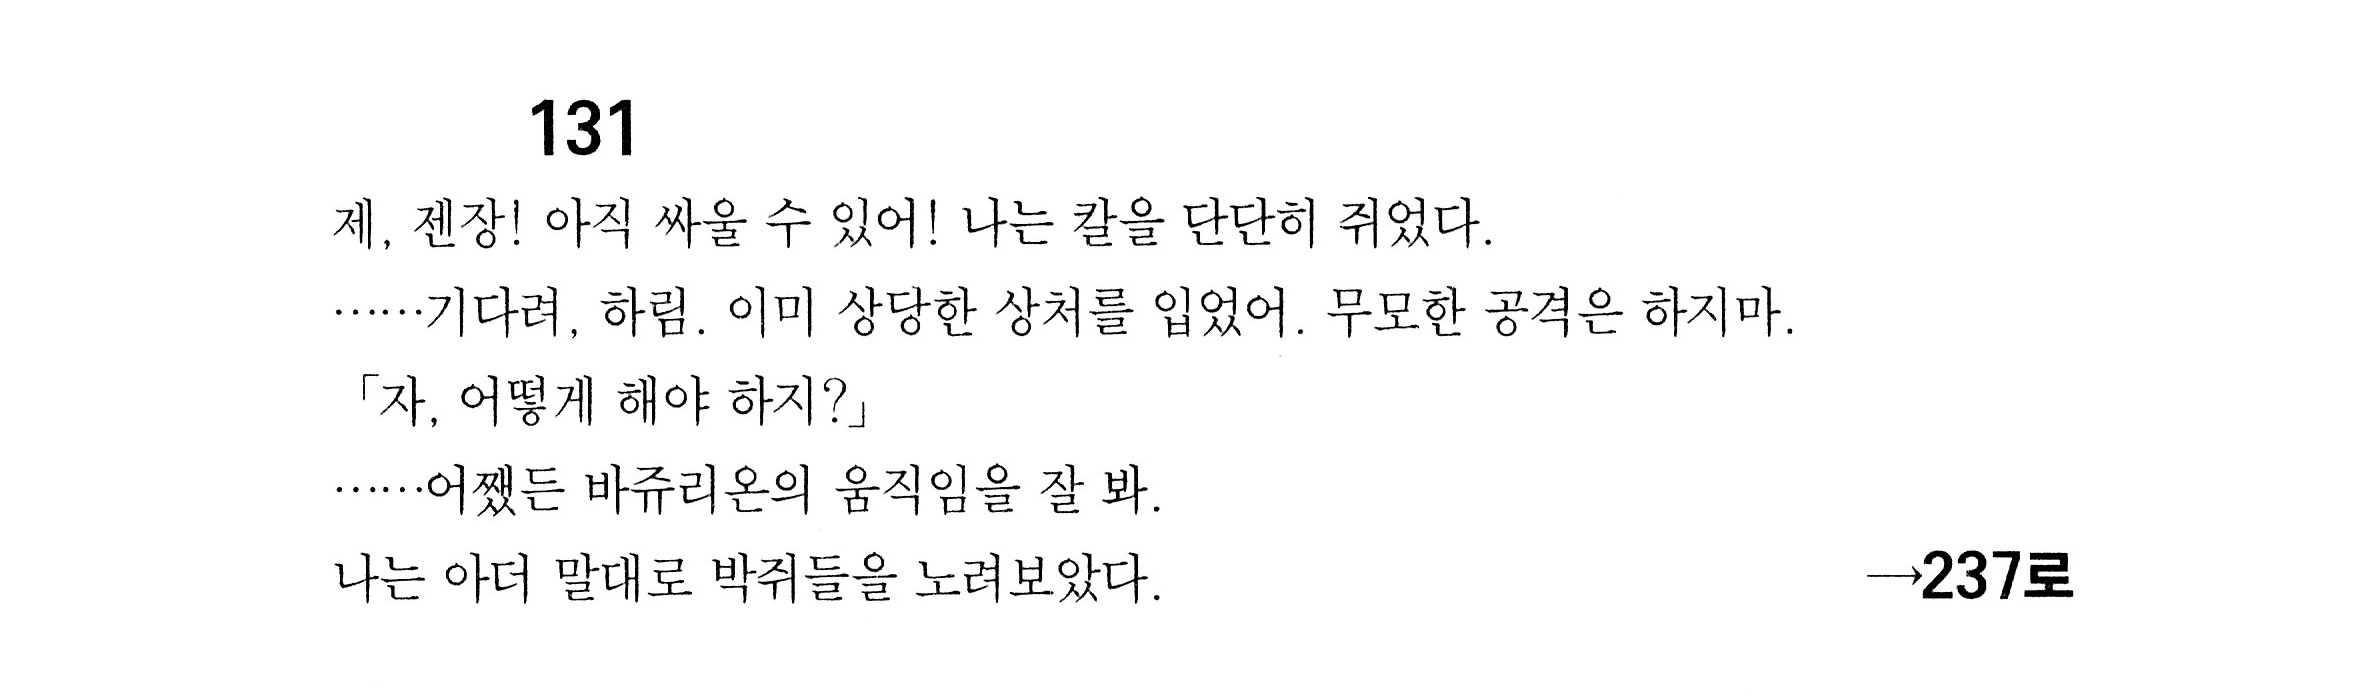 131
제, 젠장! 아직 싸울 수 있어! 나는 칼을 단단히 쥐었다.
……기다려, 하림. 이미 상당한 상처를 입었어. 무모한 공격은 하지마.
「자, 어떻게 해야 하지?」
……어쨌든 바쥬리온의 움직임을 잘 봐.
나는 아더 말대로 박쥐들을 노려보았다. →237로